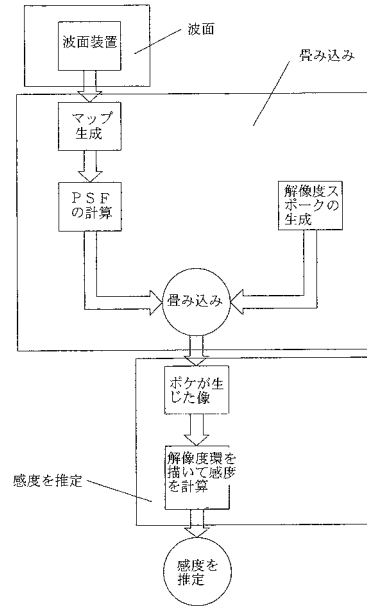 波面装置
波面
畳み込み
マップ
生成
PSF
の計算
解像度ス
ポークの
生成
畳み込み
ボケが生
じた像
解像度環を
描いて感度
を計算
感度を推定
感度を
推定